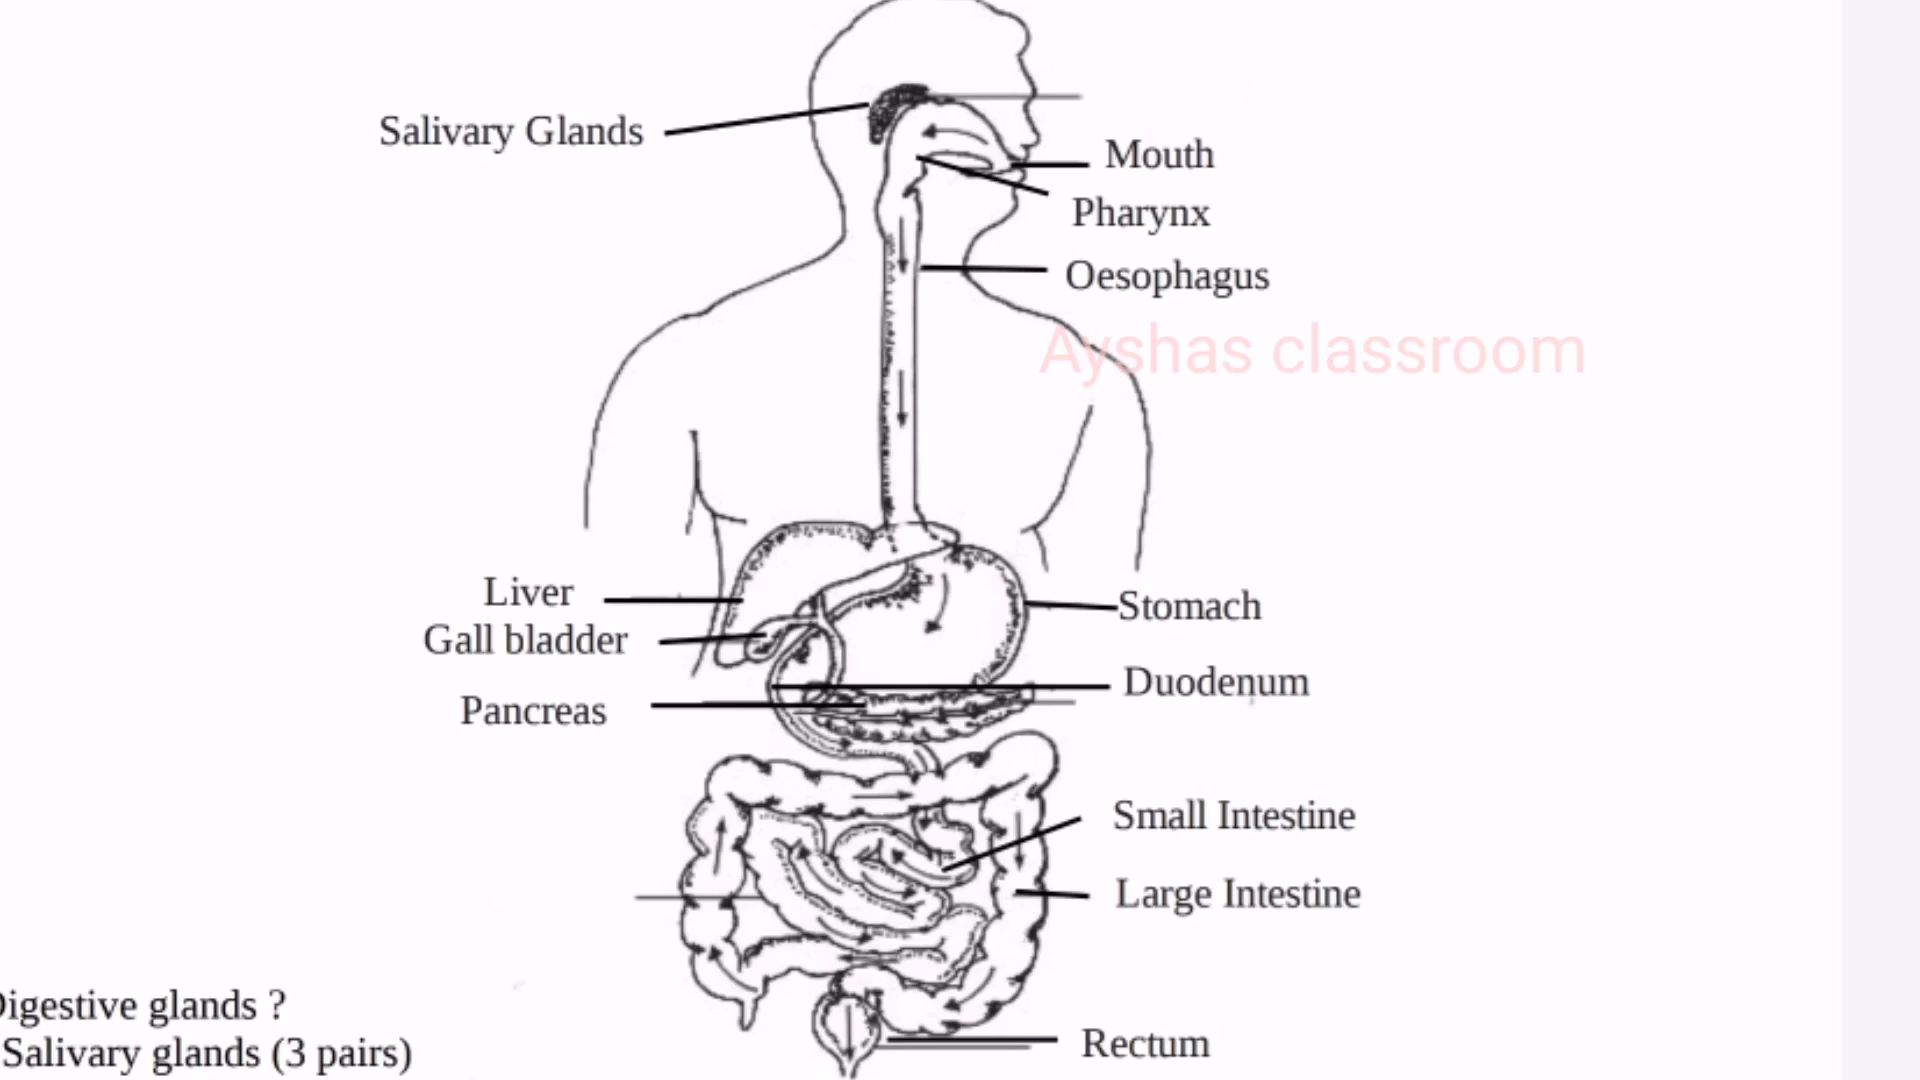 Salivary Glands
Mouth
Pharynx
Oesophagus
Ayshas classroom
Liver
Stomach
Gall bladder
Duodenum
Pancreas
Small Intestine
Large Intestine
Digestive glands ?
Salivary glands (3 pairs)
Rectum